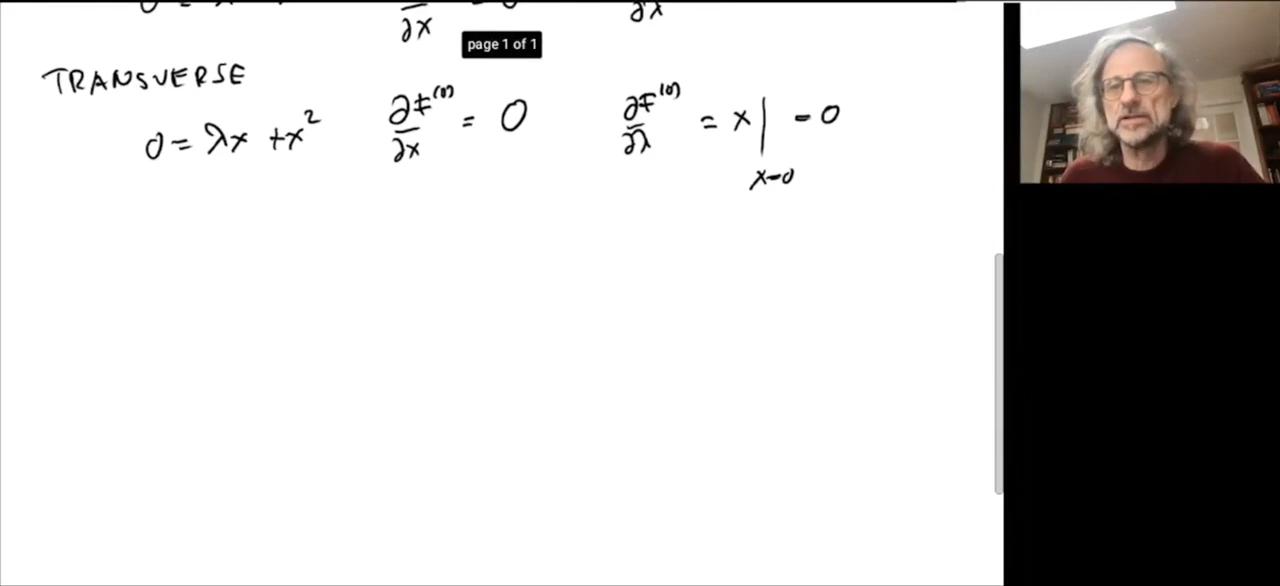 ∂x
∂λ
page 1 of 1
TRANSVERSE
0 = λx + x² ∂F⁽⁰⁾/∂x = 0 ∂F⁽⁰⁾/∂λ = x|ₓ₌₀ = 0